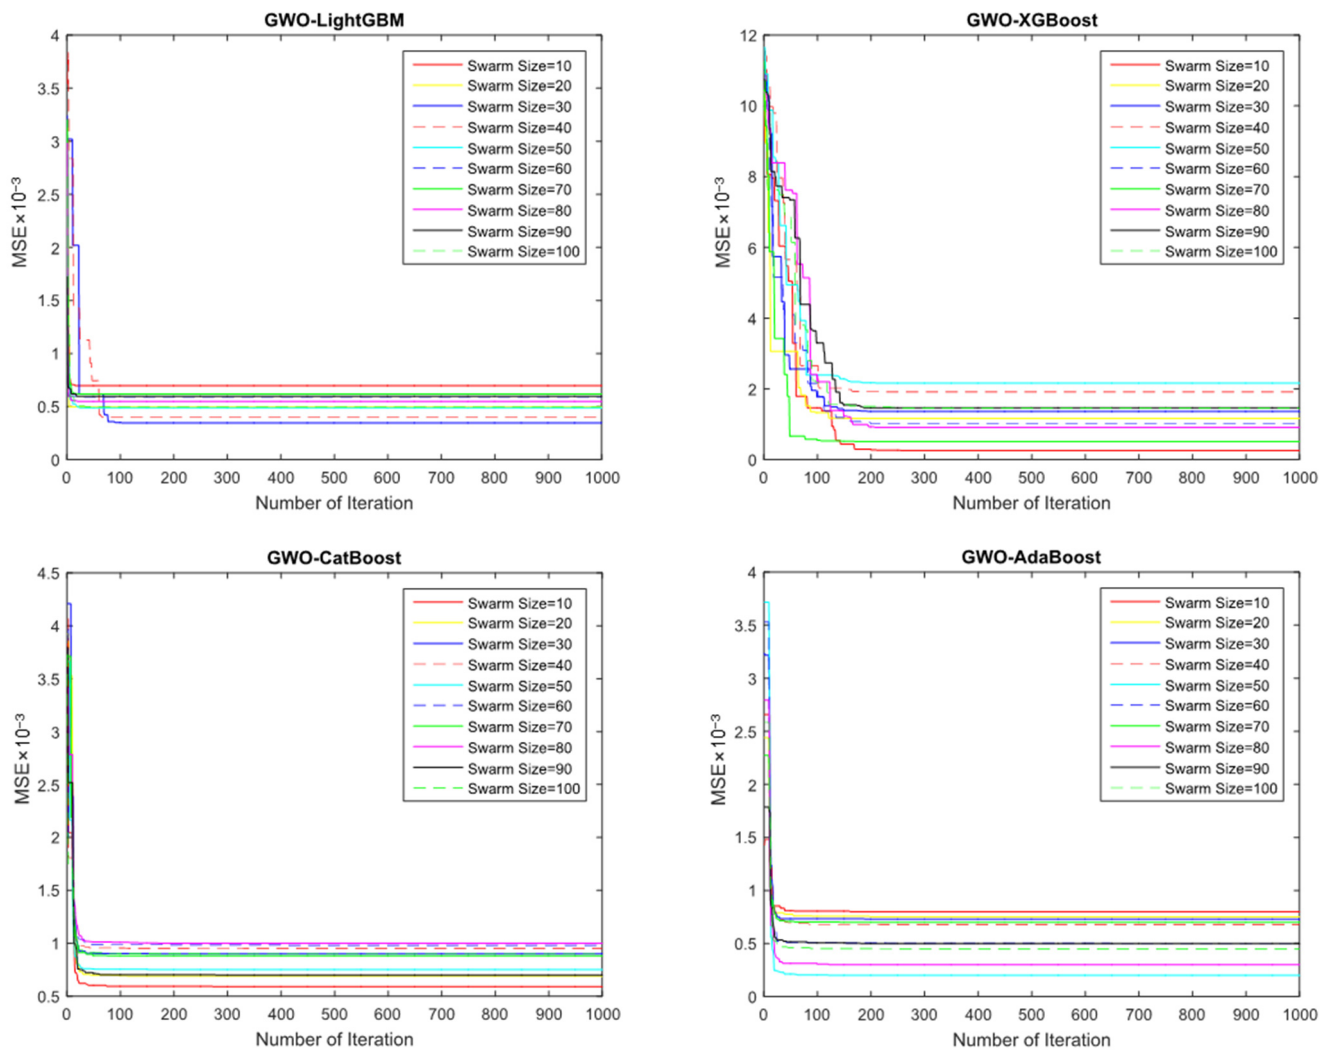 GWO-LightGBM
4
3.5
3
2.5
2
1.5
1
0.5
0
MSE×10⁻³
0 100 200 300 400 500 600 700 800 900 1000
Number of Iteration
Swarm Size=10
Swarm Size=20
Swarm Size=30
Swarm Size=40
Swarm Size=50
Swarm Size=60
Swarm Size=70
Swarm Size=80
Swarm Size=90
Swarm Size=100
GWO-XGBoost
12
10
8
6
4
2
0
MSE×10⁻³
0 100 200 300 400 500 600 700 800 900 1000
Number of Iteration
Swarm Size=10
Swarm Size=20
Swarm Size=30
Swarm Size=40
Swarm Size=50
Swarm Size=60
Swarm Size=70
Swarm Size=80
Swarm Size=90
Swarm Size=100
GWO-CatBoost
4.5
4
3.5
3
2.5
2
1.5
1
0.5
MSE×10⁻³
0 100 200 300 400 500 600 700 800 900 1000
Number of Iteration
Swarm Size=10
Swarm Size=20
Swarm Size=30
Swarm Size=40
Swarm Size=50
Swarm Size=60
Swarm Size=70
Swarm Size=80
Swarm Size=90
Swarm Size=100
GWO-AdaBoost
4
3.5
3
2.5
2
1.5
1
0.5
0
MSE×10⁻³
0 100 200 300 400 500 600 700 800 900 1000
Number of Iteration
Swarm Size=10
Swarm Size=20
Swarm Size=30
Swarm Size=40
Swarm Size=50
Swarm Size=60
Swarm Size=70
Swarm Size=80
Swarm Size=90
Swarm Size=100